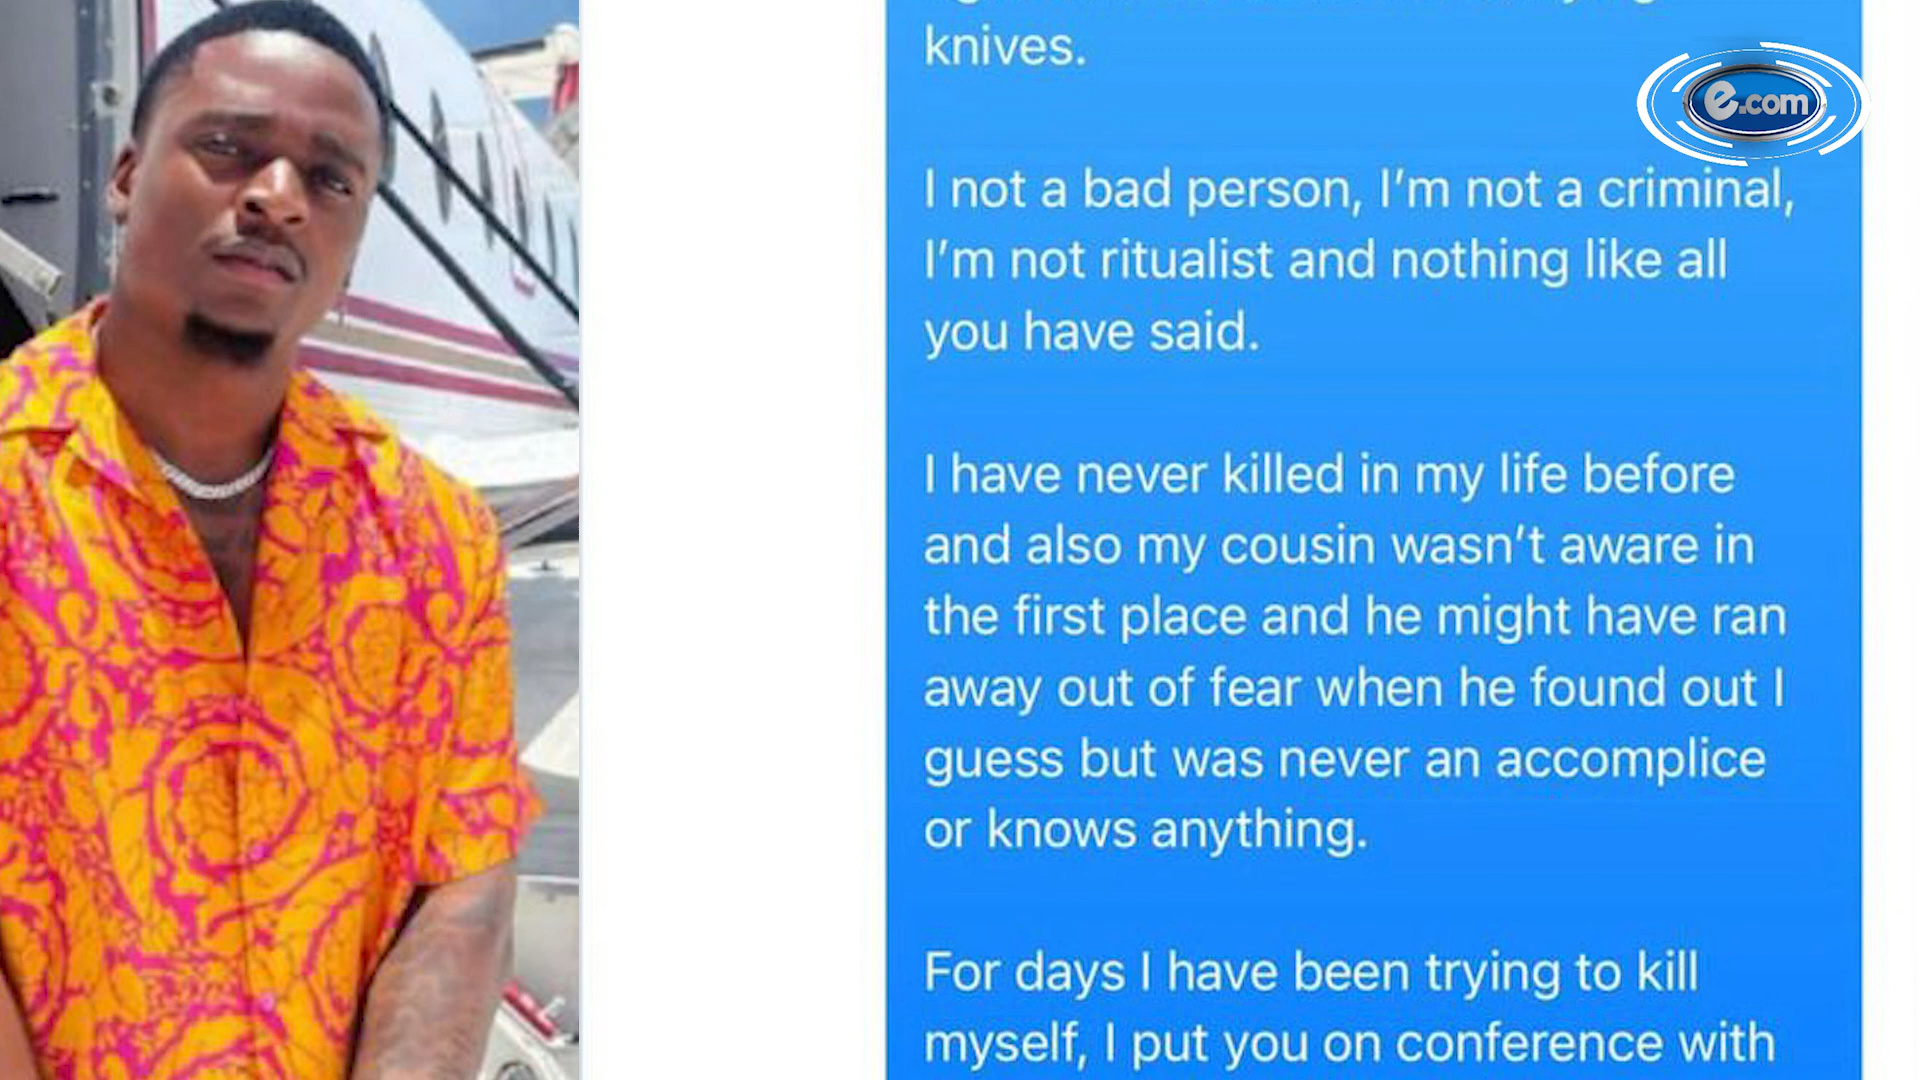 knives.
e.com
I not a bad person, I'm not a criminal,
I'm not ritualist and nothing like all
you have said.
I have never killed in my life before
and also my cousin wasn't aware in
the first place and he might have ran
away out of fear when he found out I
guess but was never an accomplice
or knows anything.
For days I have been trying to kill
myself, I put you on conference with